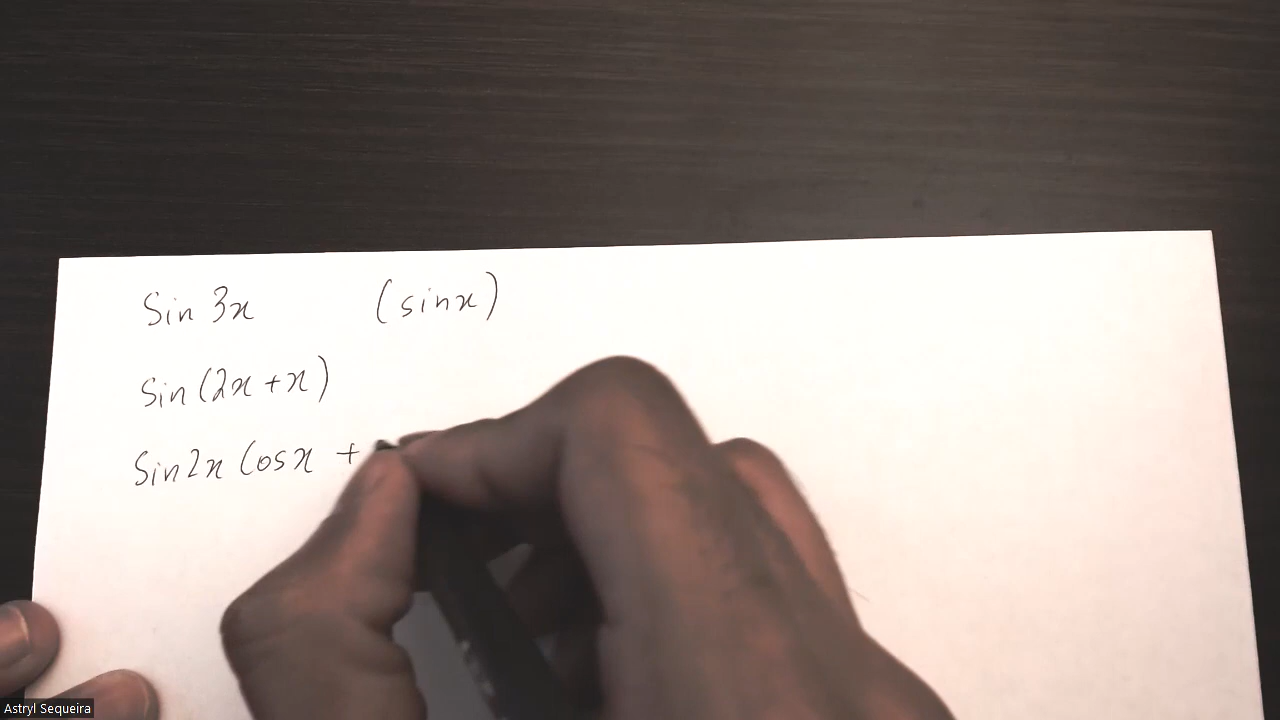 Sin 3x (sinx)
Sin(2x+x)
Sin2x Cosx +
Astryl Sequeira